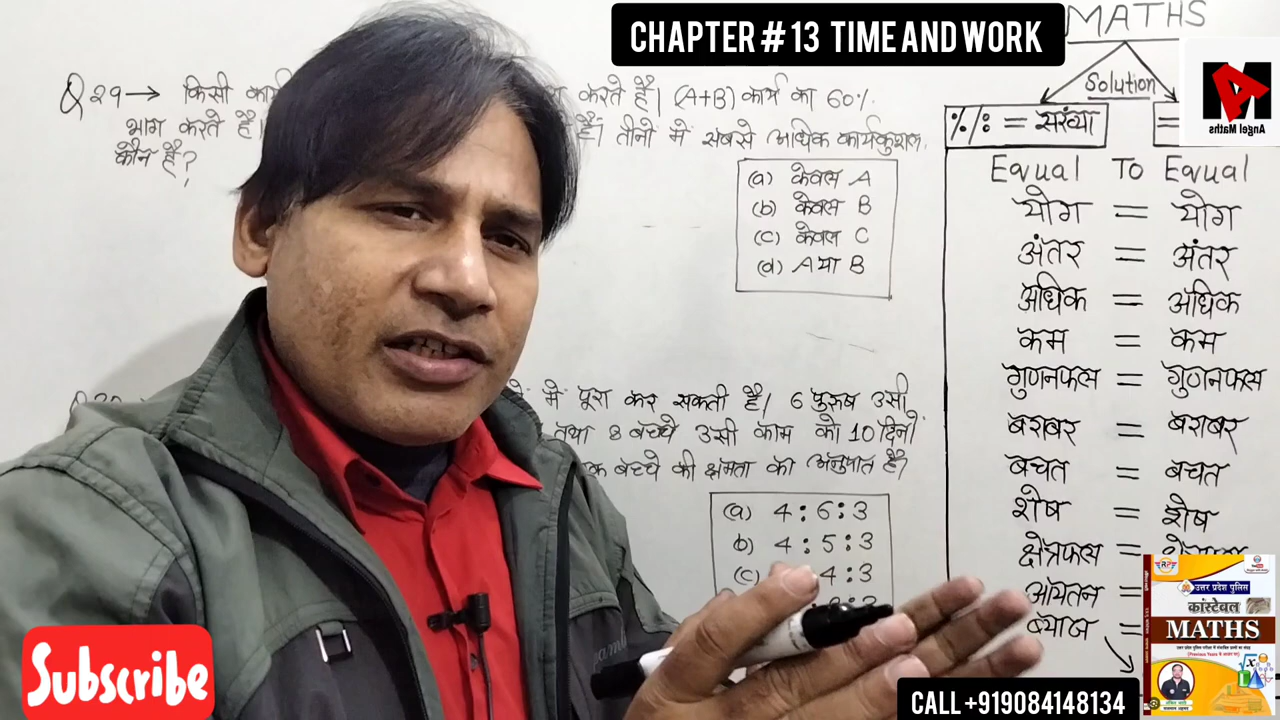 CHAPTER # 13 TIME AND WORK
MATHS
Solution
Angel Maths
Q 29 → किसी करते है। (A+B) कार्य का 60%
भाग करते है। है। तीनो मे सबसे अधिक कार्यकुशल
कौन है?
(a) केवल A
(b) केवल B
(c) केवल C
(d) A या B
मे पूरा कर सकती है। 6 पुरुष उसी
तथा 8 बच्चे उसी काम को 10 दिनो
बच्चे की क्षमता का अनुपात है?
(a) 4 : 6 : 3
b) 4 : 5 : 3
(c) 4 : 3
%/: = संख्या =
Equal To Equal
योग = योग
अंतर = अंतर
अधिक = अधिक
कम = कम
गुणनफल = गुणनफल
बराबर = बराबर
बचत = बचत
शेष = शेष
क्षेत्रफल =
आयतन =
ब्याज =
उत्तर प्रदेश पुलिस
कांस्टेबल
MATHS
Subscribe
CALL +919084148134